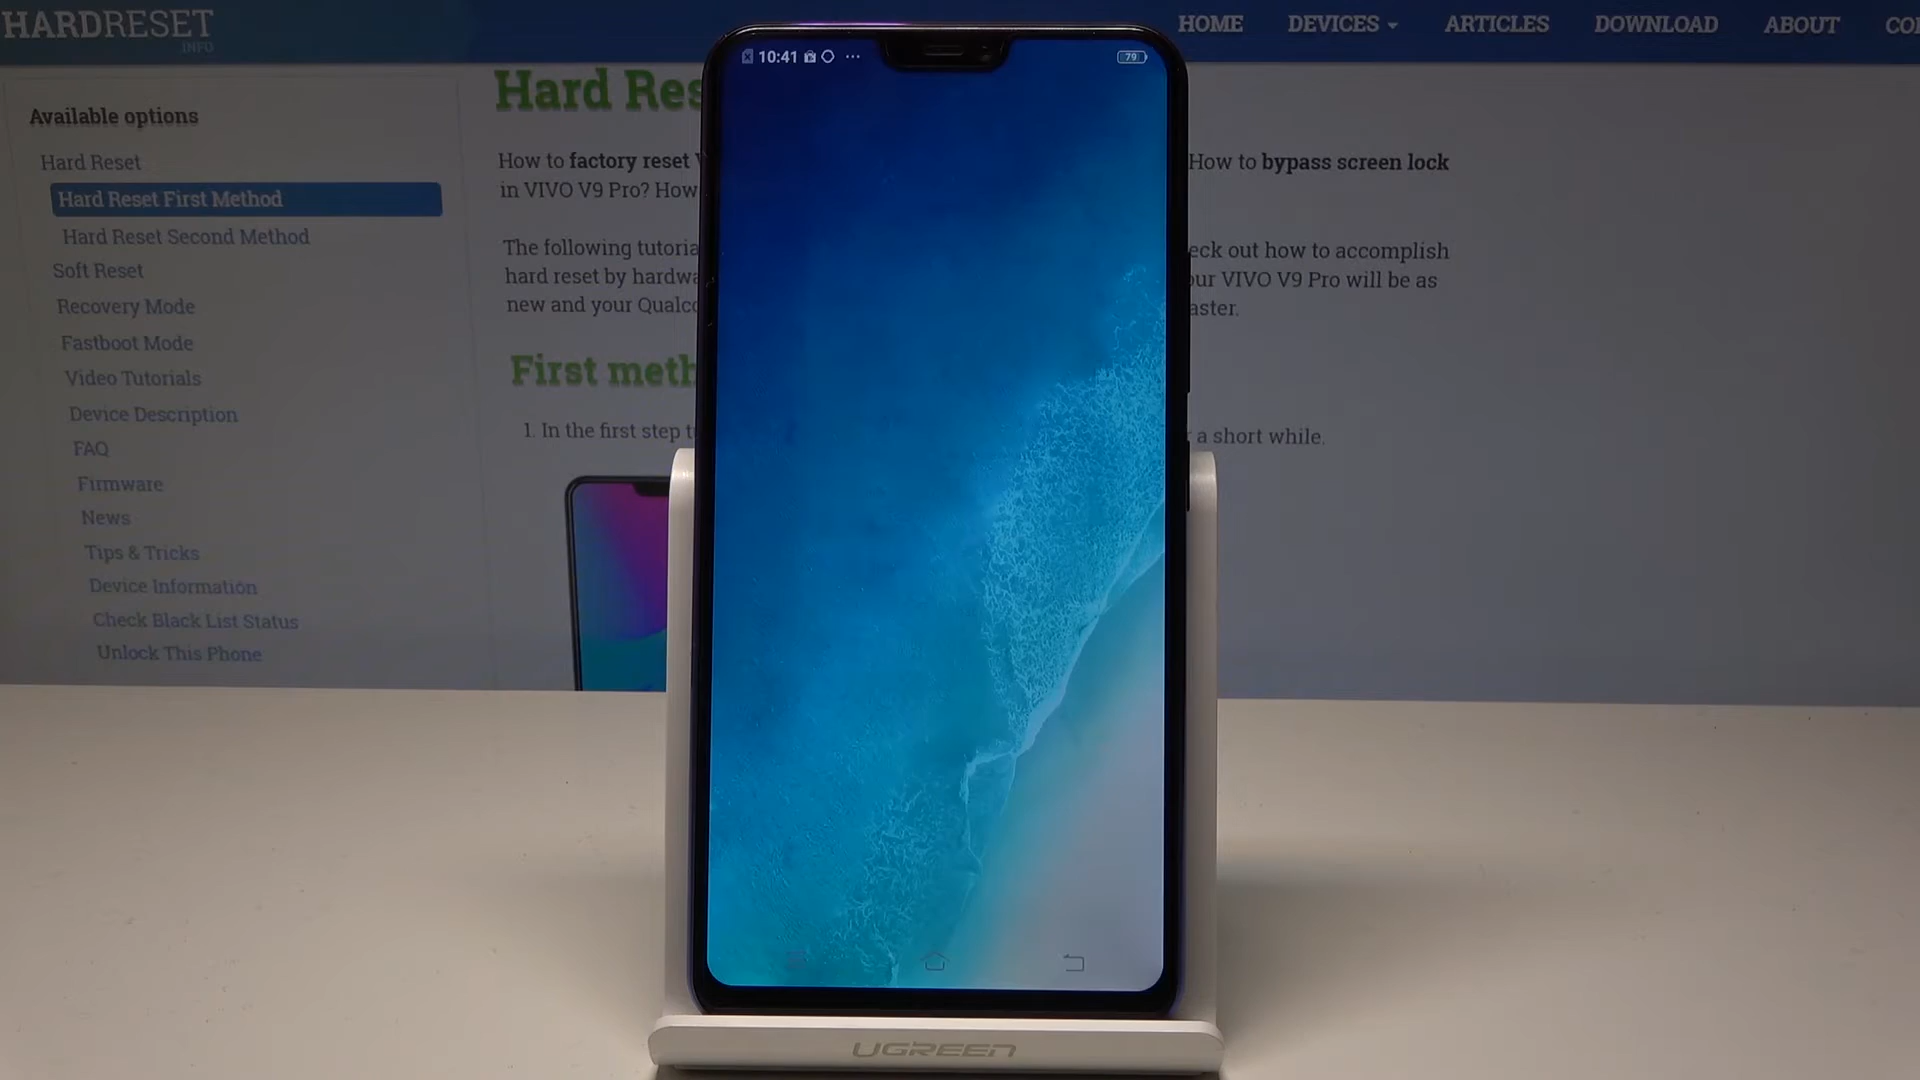 HARDRESET
.INFO
HOME DEVICES ARTICLES DOWNLOAD ABOUT
Available options
Hard Reset
Hard Reset First Method
Hard Reset Second Method
Soft Reset
Recovery Mode
Fastboot Mode
Video Tutorials
Device Description
FAQ
Firmware
News
Tips & Tricks
Device Information
Check Black List Status
Unlock This Phone
Hard Res
How to factory reset
How to bypass screen lock
in VIVO V9 Pro? How
The following tutoria
eck out how to accomplish
hard reset by hardwa
our VIVO V9 Pro will be as
new and your Qualco
aster.
First meth
1. In the first step t
a short while.
10:41 ...
79
UGREEN